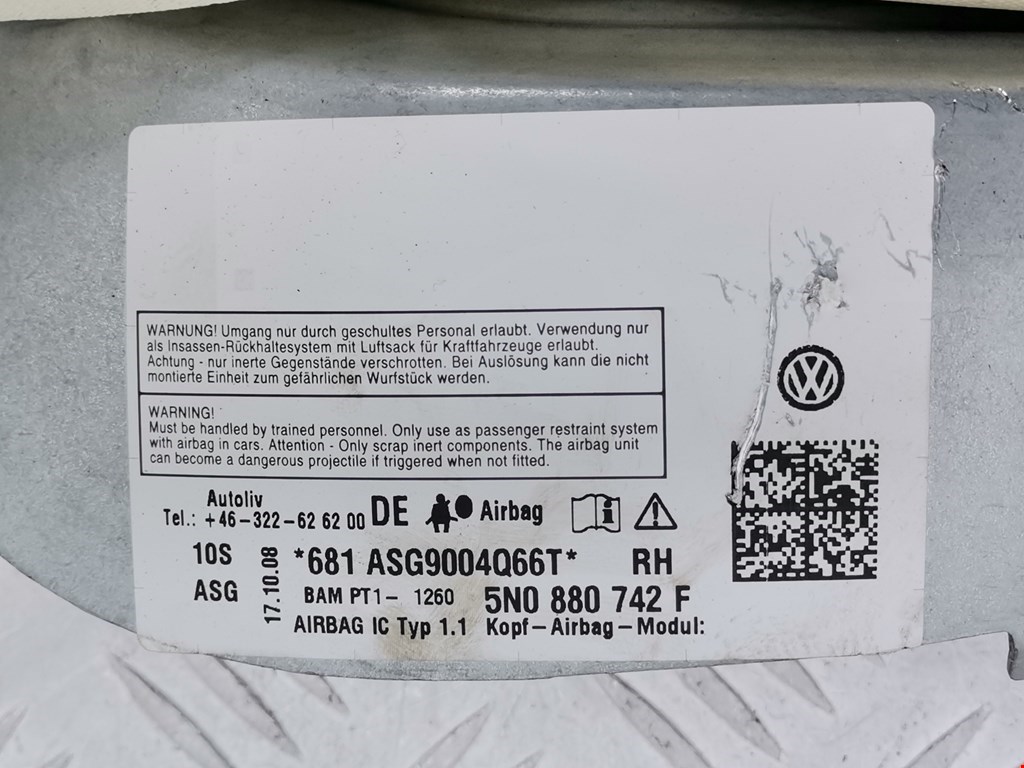 WARNUNG! Umgang nur durch geschultes Personal erlaubt. Verwendung nur
als Insassen-Rückhaltesystem mit Luftsack für Kraftfahrzeuge erlaubt.
Achtung - nur inerte Gegenstände verschrotten. Bei Auslösung kann die nicht
montierte Einheit zum gefährlichen Wurfstück werden.
WARNING!
Must be handled by trained personnel. Only use as passenger restraint system
with airbag in cars. Attention - Only scrap inert components. The airbag unit
can become a dangerous projectile if triggered when not fitted.
Autoliv
Tel.: +46-322-626200 DE Airbag
10S *681 ASG9004Q66T* RH
ASG 17.10.08 BAM PT1- 1260 5N0 880 742 F
AIRBAG IC Typ 1.1 Kopf-Airbag-Modul: